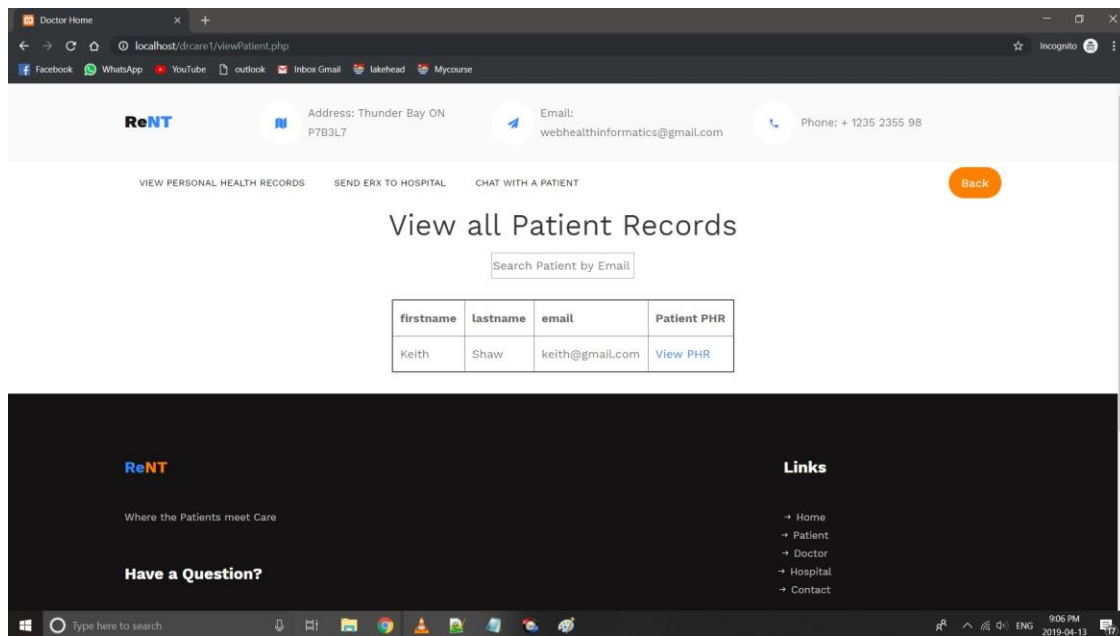 Doctor Home
localhost/drcare1/viewPatient.php
Incognito
Facebook WhatsApp YouTube outlook Inbox Gmail lakehead Mycourse
ReNT
Address: Thunder Bay ON
P7B3L7
Email:
webhealthinformatics@gmail.com
Phone: + 1235 2355 98
VIEW PERSONAL HEALTH RECORDS SEND ERX TO HOSPITAL CHAT WITH A PATIENT
Back
View all Patient Records
Search Patient by Email
firstname lastname email Patient PHR
Keith Shaw keith@gmail.com View PHR
ReNT
Where the Patients meet Care
Have a Question?
Links
→ Home
→ Patient
→ Doctor
→ Hospital
→ Contact
Type here to search
ENG
9:06 PM
2019-04-13